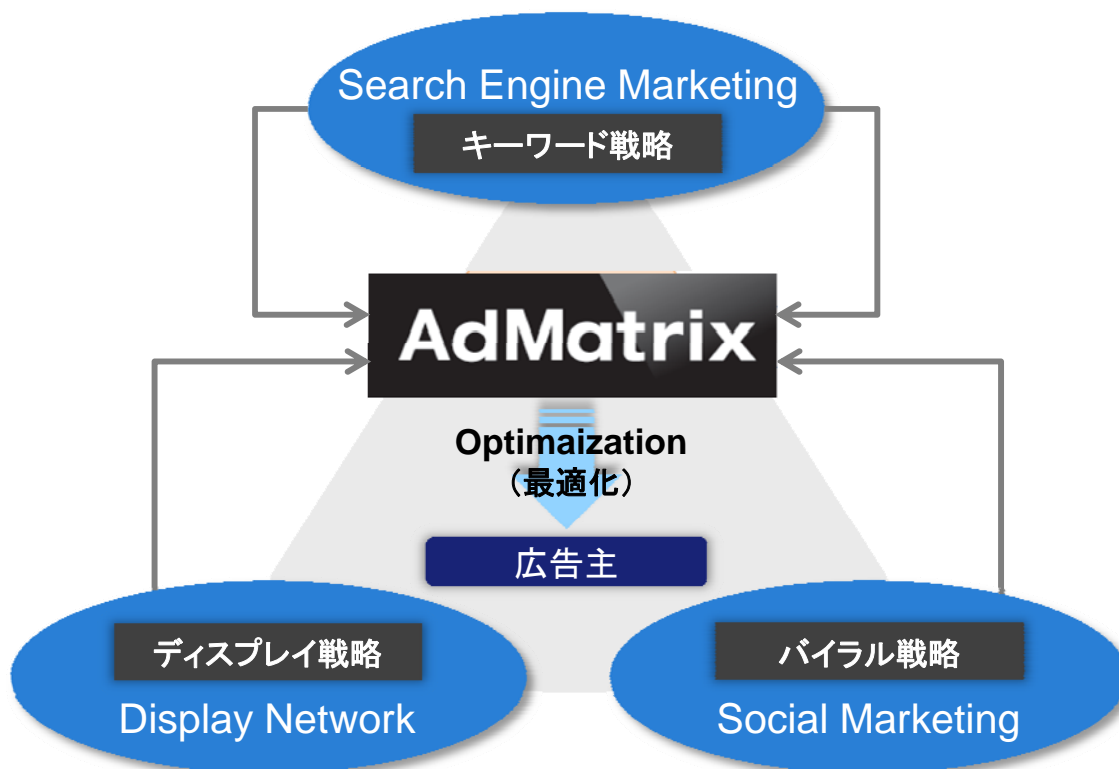 Search Engine Marketing
キーワード戦略
AdMatrix
Optimaization
（最適化）
広告主
ディスプレイ戦略
Display Network
バイラル戦略
Social Marketing